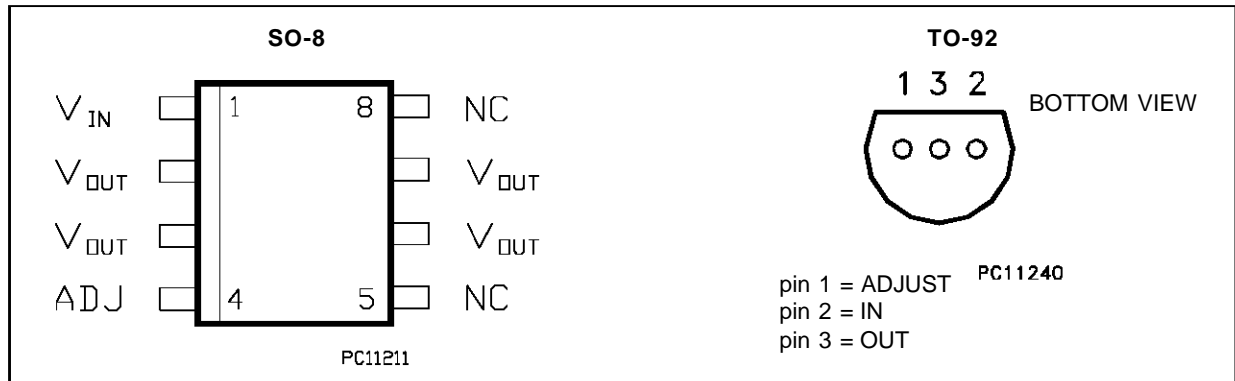 SO-8
V IN 1 8 NC
V OUT V OUT
V OUT V OUT
ADJ 4 5 NC
PC11211
TO-92
1 3 2
BOTTOM VIEW
PC11240
pin 1 = ADJUST
pin 2 = IN
pin 3 = OUT